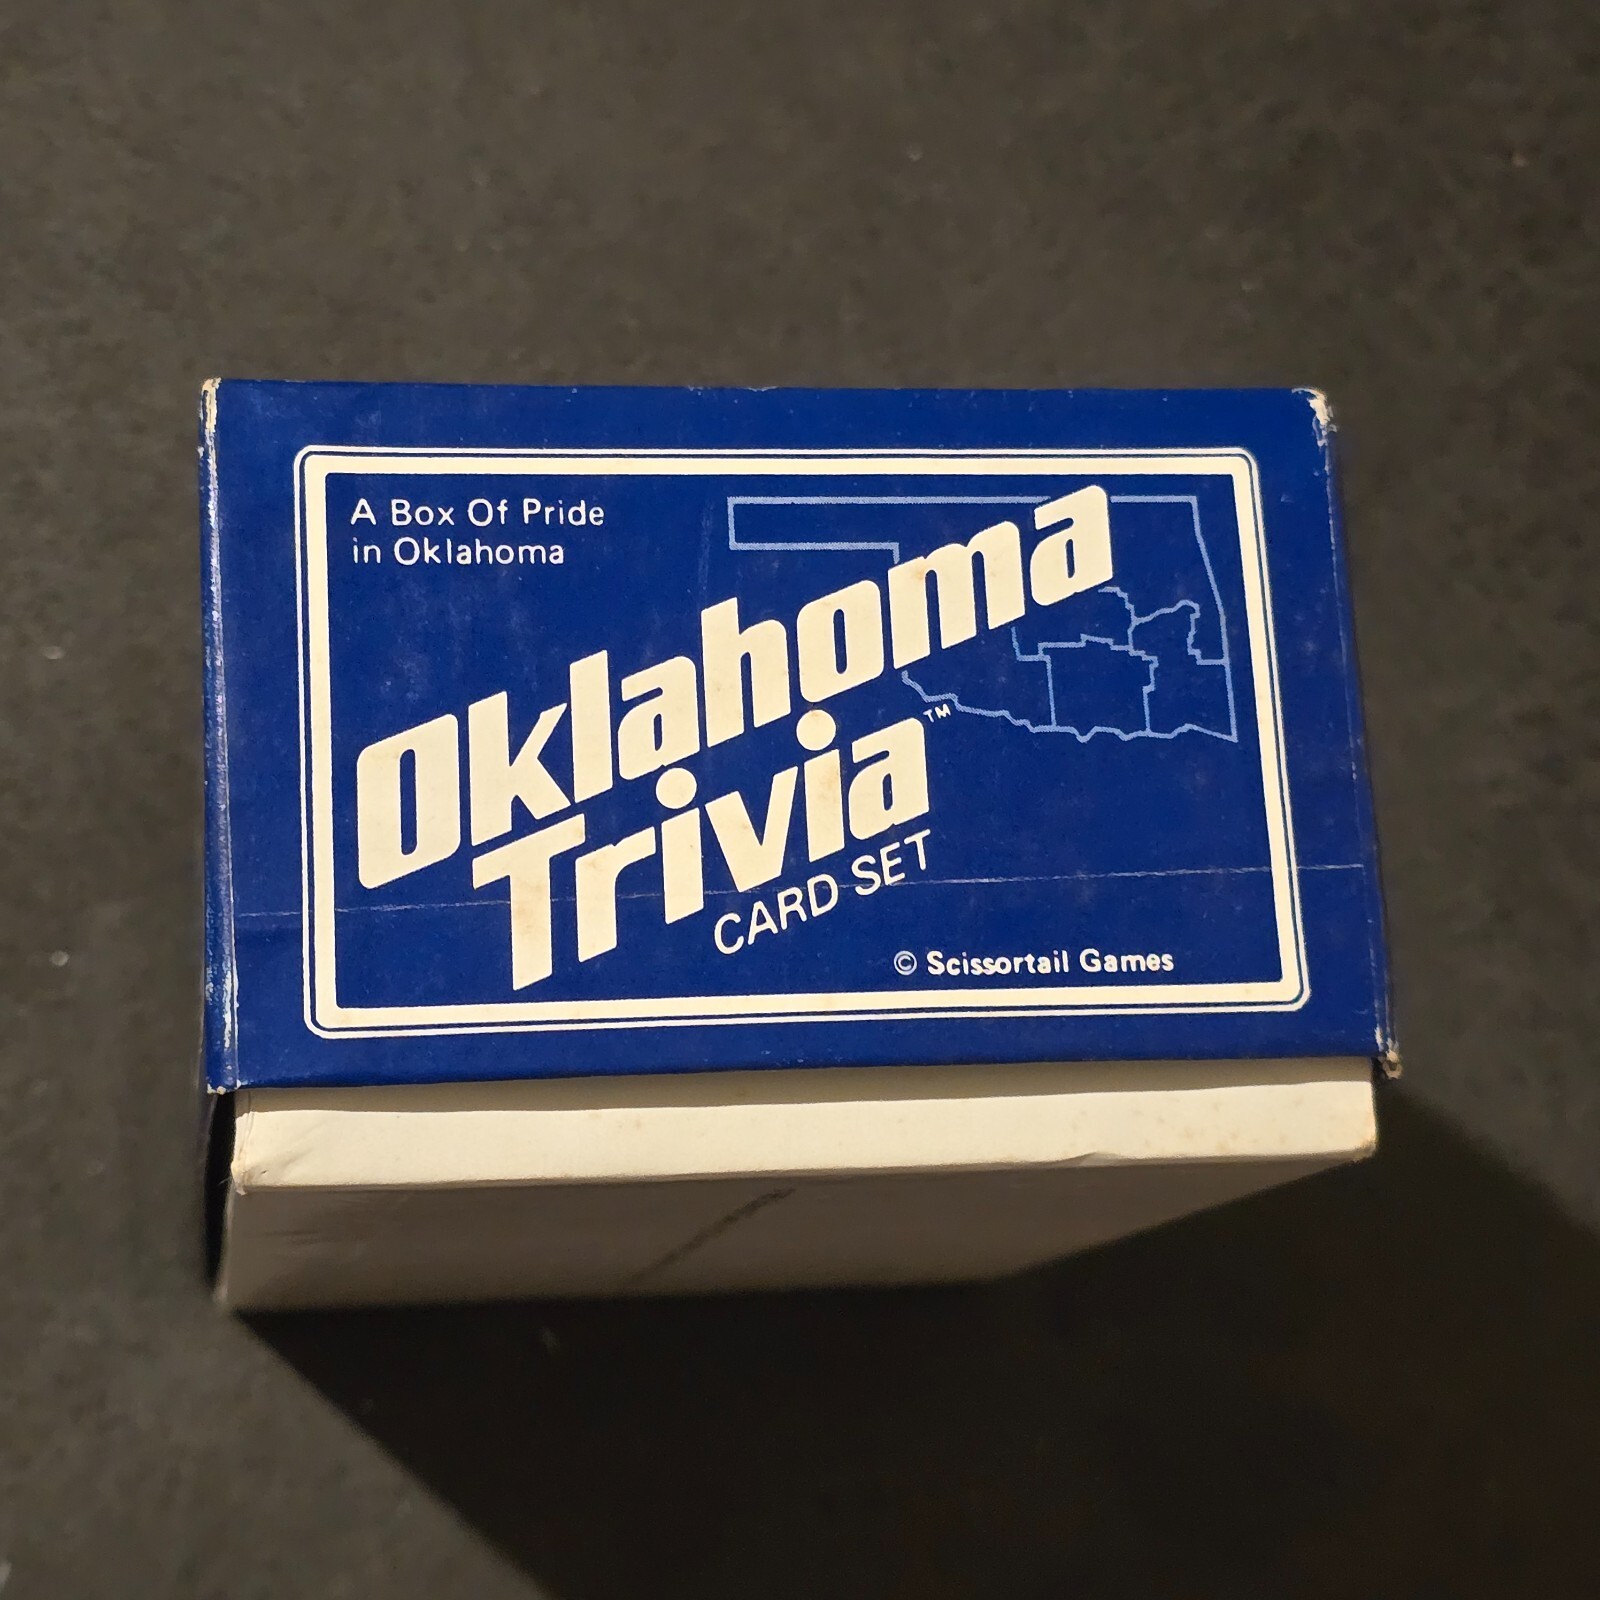 A Box Of Pride
in Oklahoma
Oklahoma
Trivia™
CARD SET
© Scissortail Games